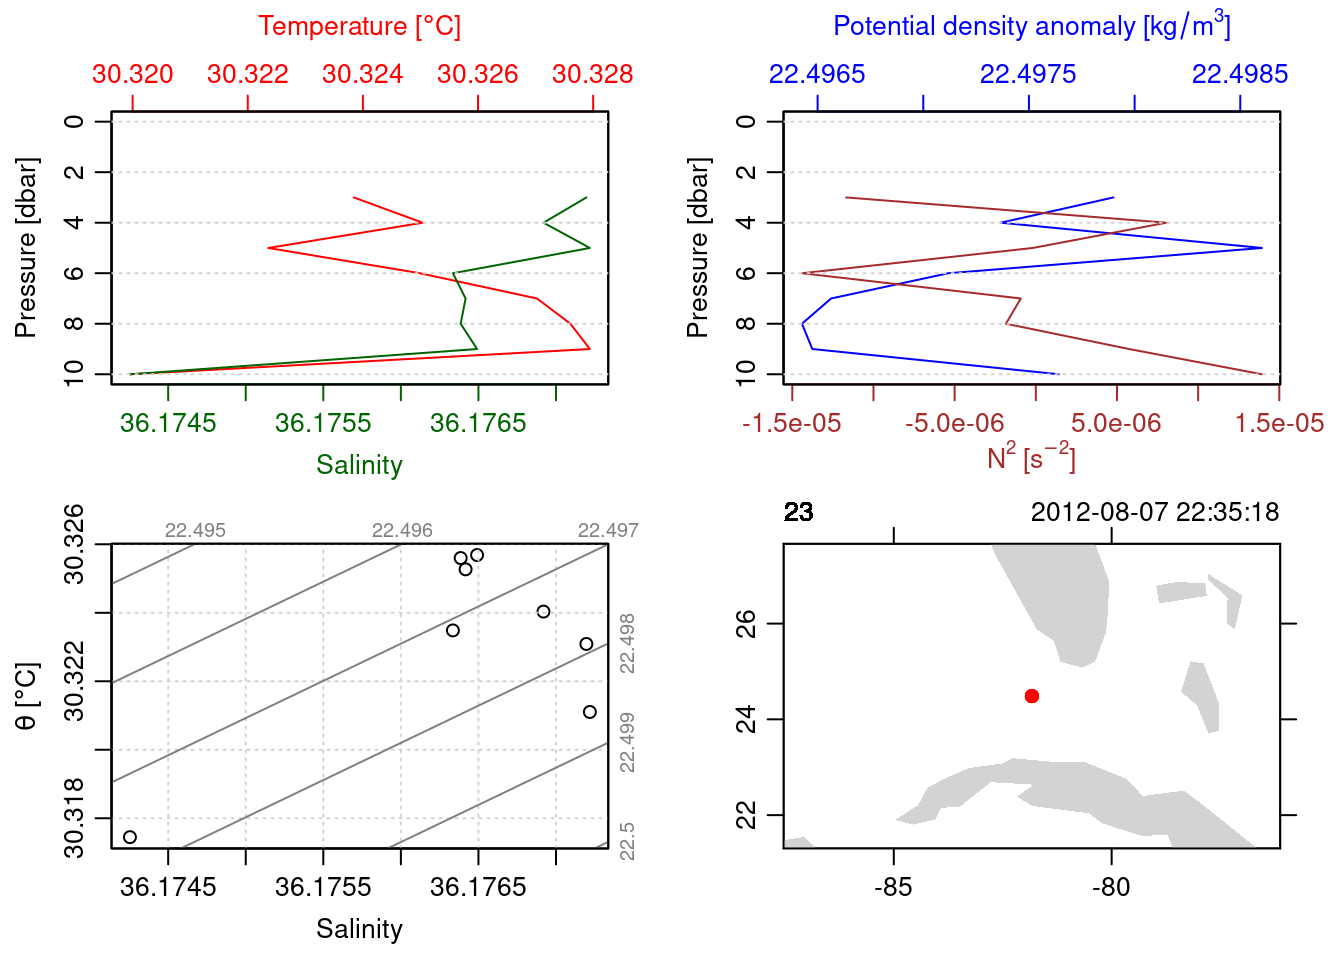 Temperature [°C]
30.320 30.322 30.324 30.326 30.328
Pressure [dbar]
0
2
4
6
8
10
36.1745 36.1755 36.1765
Salinity
Potential density anomaly [kg/m³]
22.4965 22.4975 22.4985
Pressure [dbar]
0
2
4
6
8
10
-1.5e-05 -5.0e-06 5.0e-06 1.5e-05
N² [s⁻²]
22.495 22.496 22.497
22.498
22.499
22.5
θ [°C]
30.326
30.322
30.318
36.1745 36.1755 36.1765
Salinity
23 2012-08-07 22:35:18
26
24
22
-85 -80